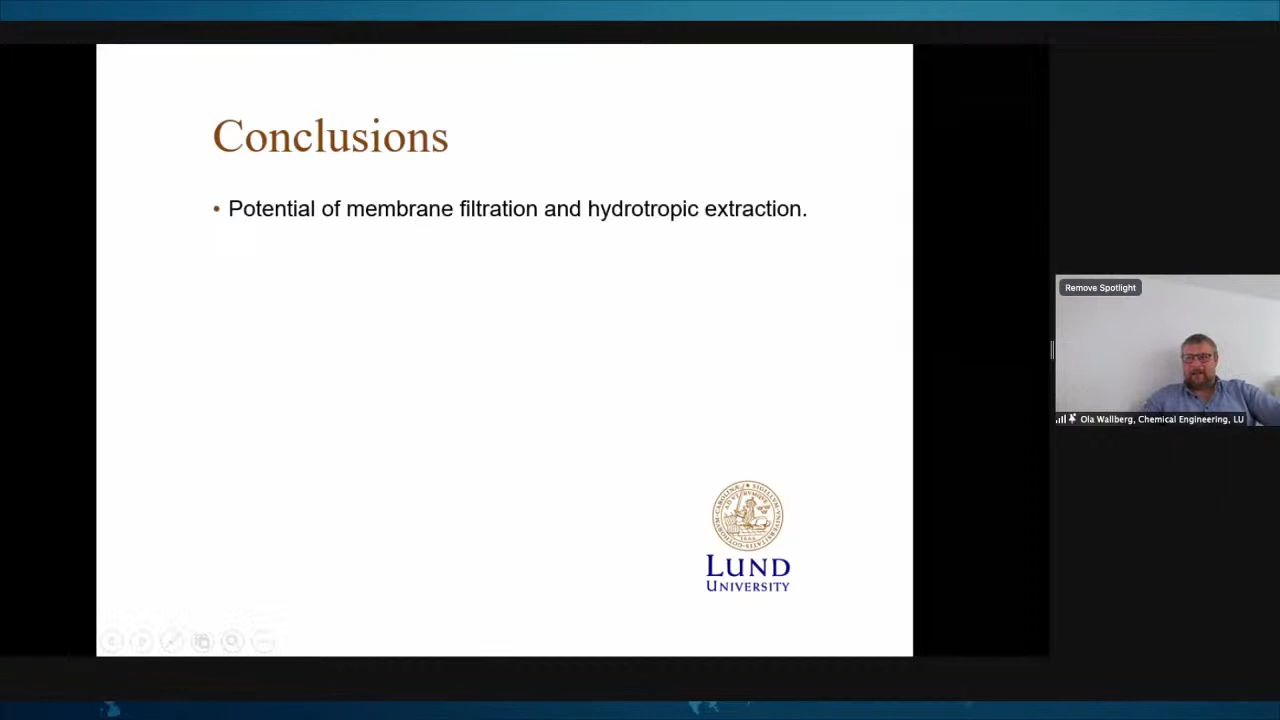 Conclusions
• Potential of membrane filtration and hydrotropic extraction.
Remove Spotlight
Ola Wallberg, Chemical Engineering, LU
LUND
UNIVERSITY